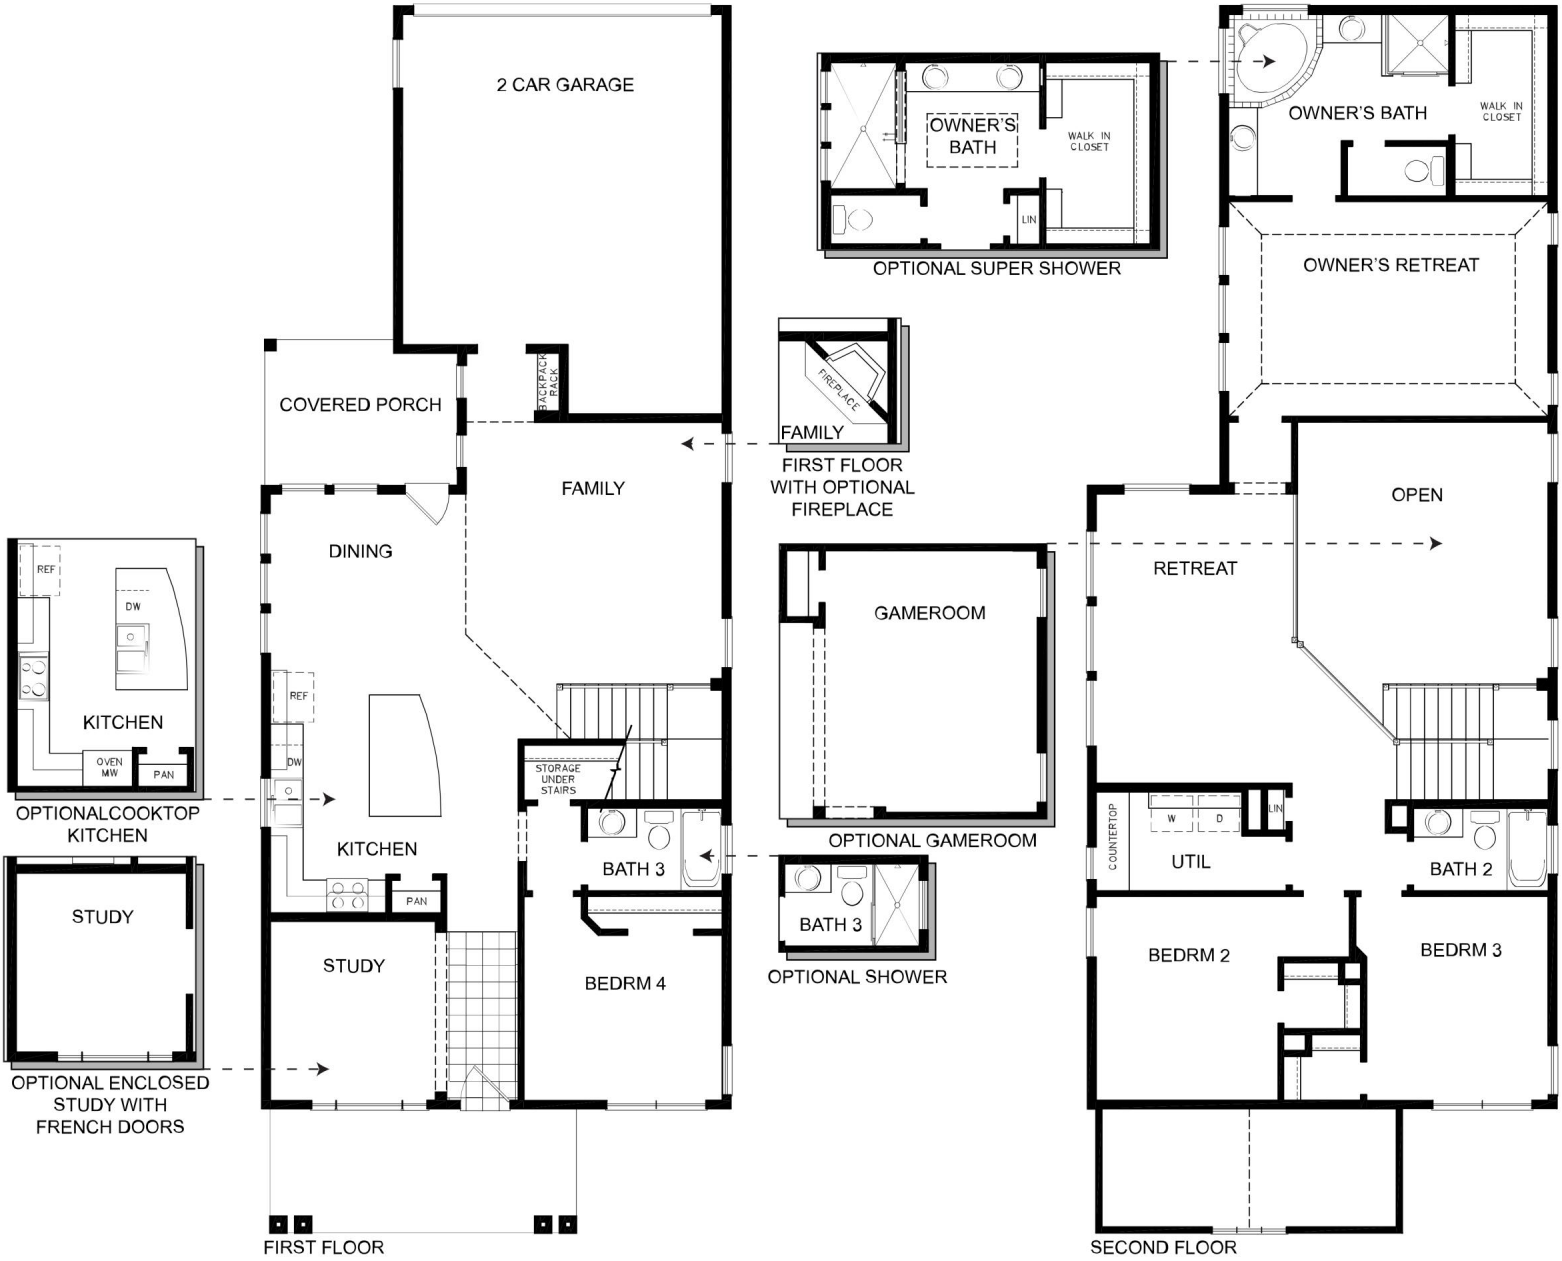 2 CAR GARAGE
BACKPACK
RACK
COVERED PORCH
FAMILY
DINING
REF
DW
KITCHEN
PAN
STORAGE
UNDER
STAIRS
BATH 3
STUDY
BEDRM 4
FIRST FLOOR
REF
DW
KITCHEN
OVEN
MW
PAN
OPTIONALCOOKTOP
KITCHEN
STUDY
OPTIONAL ENCLOSED
STUDY WITH
FRENCH DOORS
OWNER'S
BATH
WALK IN
CLOSET
LIN
OPTIONAL SUPER SHOWER
FIREPLACE
FAMILY
FIRST FLOOR
WITH OPTIONAL
FIREPLACE
GAMEROOM
OPTIONAL GAMEROOM
BATH 3
OPTIONAL SHOWER
OWNER'S BATH
WALK IN
CLOSET
OWNER'S RETREAT
OPEN
RETREAT
COUNTERTOP
W
D
LIN
UTIL
BATH 2
BEDRM 2
BEDRM 3
SECOND FLOOR